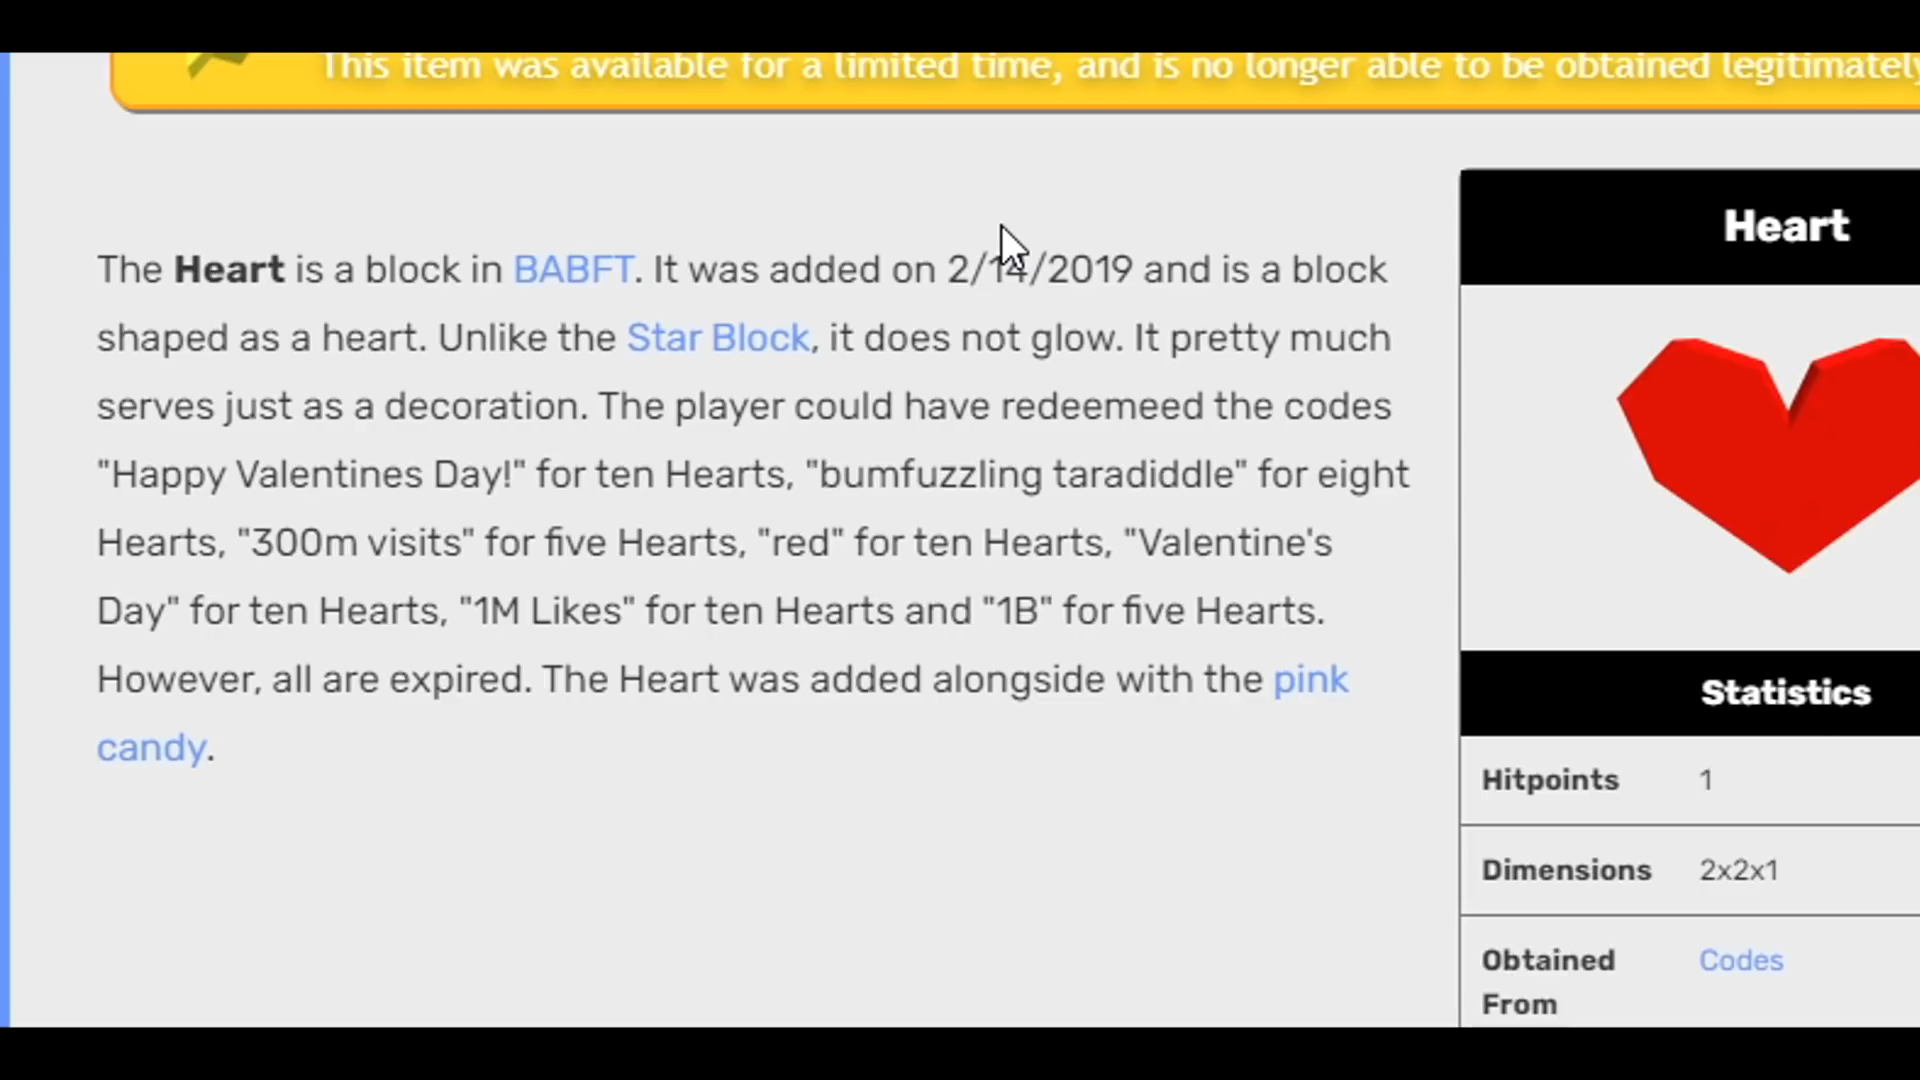 This item was available for a limited time, and is no longer able to be obtained legitimately
The Heart is a block in BABFT. It was added on 2/14/2019 and is a block
shaped as a heart. Unlike the Star Block, it does not glow. It pretty much
serves just as a decoration. The player could have redeemeed the codes
"Happy Valentines Day!" for ten Hearts, "bumfuzzling taradiddle" for eight
Hearts, "300m visits" for five Hearts, "red" for ten Hearts, "Valentine's
Day" for ten Hearts, "1M Likes" for ten Hearts and "1B" for five Hearts.
However, all are expired. The Heart was added alongside with the pink
candy.
Heart
Statistics
Hitpoints 1
Dimensions 2x2x1
Obtained Codes
From